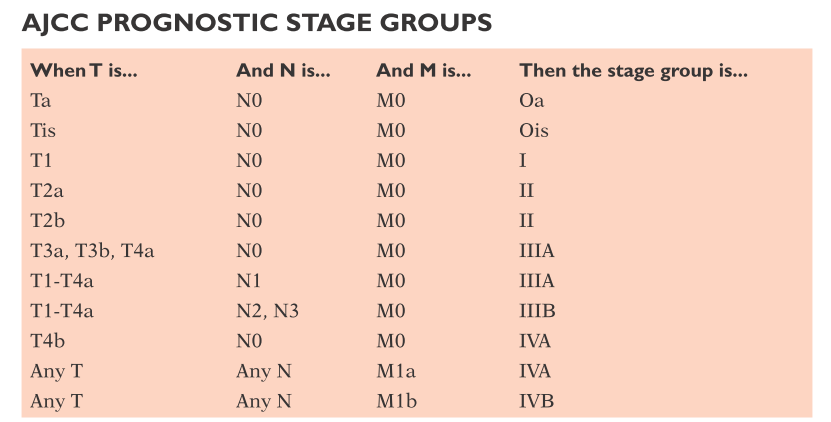 AJCC PROGNOSTIC STAGE GROUPS
When T is... And N is... And M is... Then the stage group is...
Ta N0 M0 Oa
Tis N0 M0 Ois
T1 N0 M0 I
T2a N0 M0 II
T2b N0 M0 II
T3a, T3b, T4a N0 M0 IIIA
T1-T4a N1 M0 IIIA
T1-T4a N2, N3 M0 IIIB
T4b N0 M0 IVA
Any T Any N M1a IVA
Any T Any N M1b IVB